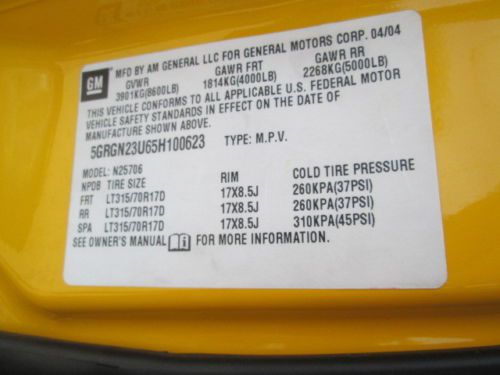 GM
MFD BY AM GENERAL LLC FOR GENERAL MOTORS CORP. 04/04
GVWR GAWR FRT GAWR RR
3901KG(8600LB) 1814KG(4000LB) 2268KG(5000LB)
THIS VEHICLE CONFORMS TO ALL APPLICABLE U.S. FEDERAL MOTOR
VEHICLE SAFETY STANDARDS IN EFFECT ON THE DATE OF
MANUFACTURE SHOWN ABOVE.
5GRGN23U65H100623 TYPE: M.P.V.
MODEL: N25706
NPDB TIRE SIZE RIM COLD TIRE PRESSURE
FRT LT315/70R17D 17X8.5J 260KPA(37PSI)
RR LT315/70R17D 17X8.5J 260KPA(37PSI)
SPA LT315/70R17D 17X8.5J 310KPA(45PSI)
SEE OWNER'S MANUAL FOR MORE INFORMATION.